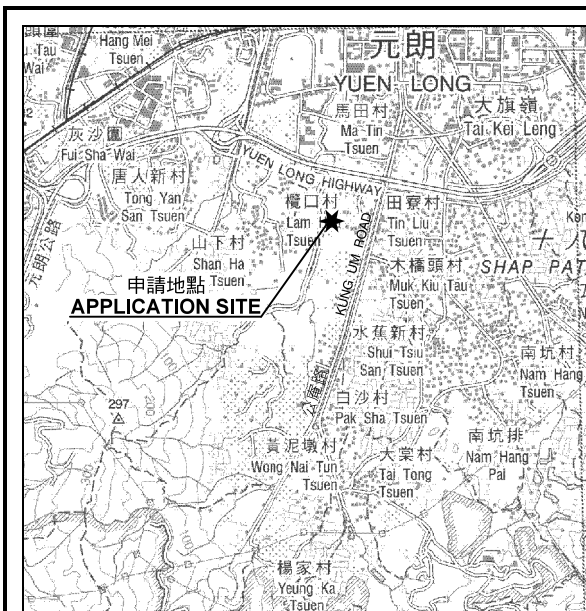 元朗
YUEN LONG
頭圍
Tau
Wai
Hang Mei
Tsuen
馬田村
Ma Tin
Tsuen
大旗嶺
Tai Kei Leng
灰沙圍
Fui Sha Wai
YUEN LONG HIGHWAY
唐人新村
Tong Yan
San Tsuen
欖口村
Lam
Tsuen
田寮村
Tin Liu
Tsuen
元朗公路
山下村
Shan Ha
Tsuen
KUNG UM ROAD
十八
SHAP PAT
木橋頭村
Muk Kiu Tau
Tsuen
申請地點
APPLICATION SITE
水蕉新村
Shui Tsiu
San Tsuen
南坑村
Nam Hang
Tsuen
公庵路
白沙村
Pak Sha Tsuen
297
200
黃泥墩村
Wong Nai Tun
Tsuen
大棠村
Tai Tong
Tsuen
南坑排
Nam Hang
Pai
楊家村
Yeung Ka
Tsuen